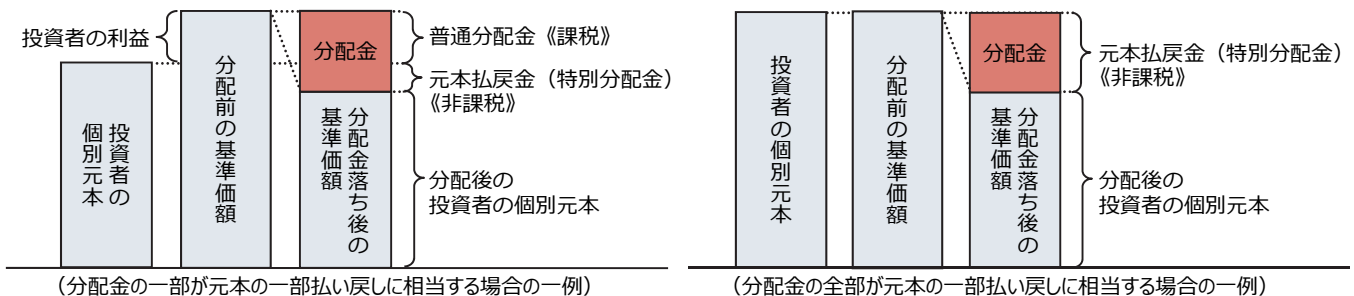 投資者の利益
投資者の
個別元本
分配前の基準価額
分配金
分配金落ち後の
基準価額
普通分配金《課税》
元本払戻金（特別分配金）
《非課税》
分配後の
投資者の個別元本
（分配金の一部が元本の一部払い戻しに相当する場合の一例）
投資者の個別元本
分配前の基準価額
分配金
分配金落ち後の
基準価額
元本払戻金（特別分配金）
《非課税》
分配後の
投資者の個別元本
（分配金の全部が元本の一部払い戻しに相当する場合の一例）